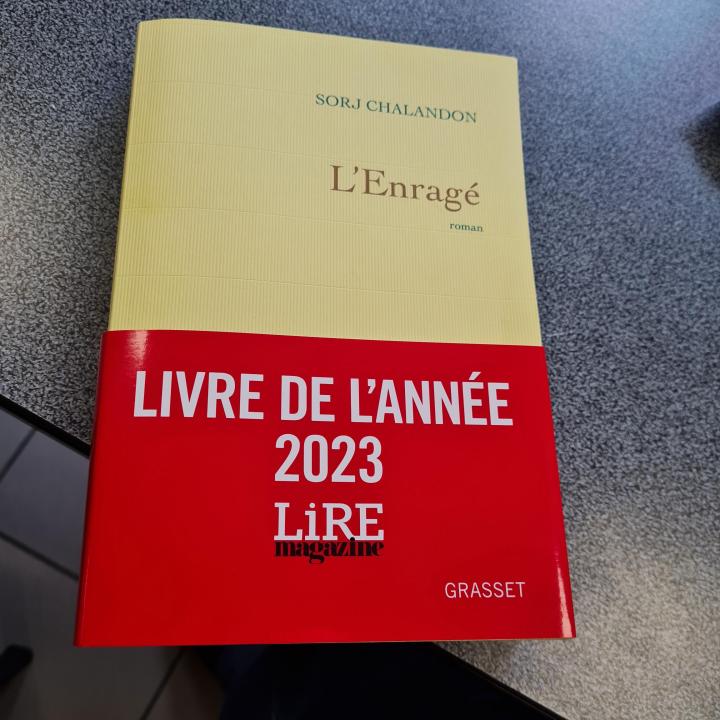 SORJ CHALANDON
L'Enragé
roman
LIVRE DE L'ANNÉE
2023
LiRE
magazine
GRASSET